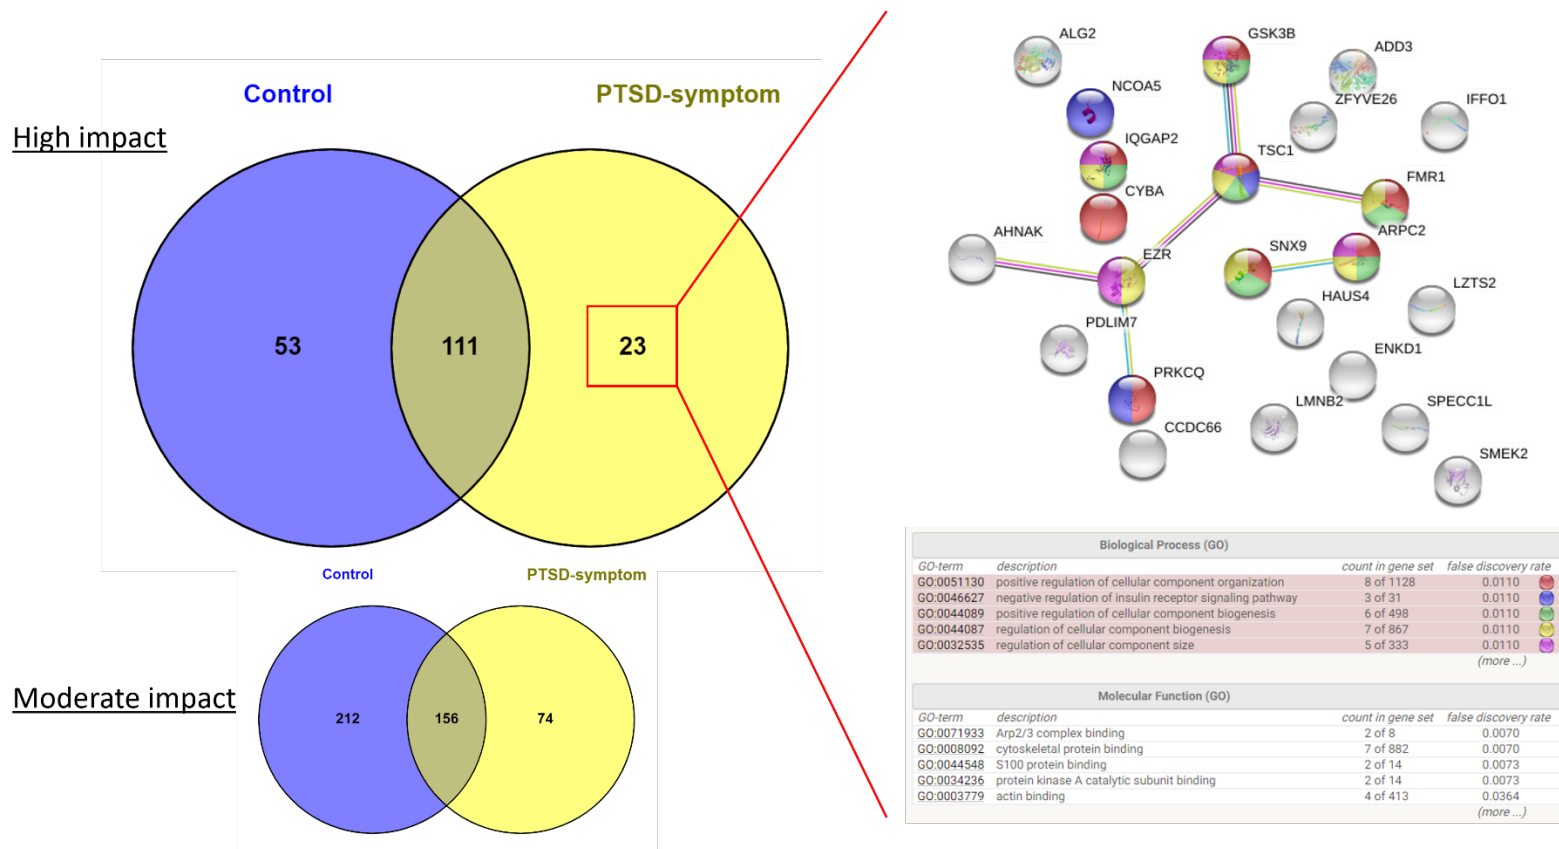 Control
PTSD-symptom
High impact
53
111
23
Control
PTSD-symptom
Moderate impact
212
156
74
ALG2
GSK3B
ADD3
NCOA5
ZFYVE26
IFFO1
IQGAP2
TSC1
CYBA
FMR1
AHNAK
EZR
SNX9
ARPC2
HAUS4
LZTS2
PDLIM7
ENKD1
PRKCQ
LMNB2
SPECC1L
CCDC66
SMEK2
Biological Process (GO)
GO-term description count in gene set false discovery rate
GO:0051130 positive regulation of cellular component organization 8 of 1128 0.0110
GO:0046627 negative regulation of insulin receptor signaling pathway 3 of 31 0.0110
GO:0044089 positive regulation of cellular component biogenesis 6 of 498 0.0110
GO:0044087 regulation of cellular component biogenesis 7 of 867 0.0110
GO:0032535 regulation of cellular component size 5 of 333 0.0110
(more ...)
Molecular Function (GO)
GO-term description count in gene set false discovery rate
GO:0071933 Arp2/3 complex binding 2 of 8 0.0070
GO:0008092 cytoskeletal protein binding 7 of 882 0.0070
GO:0044548 S100 protein binding 2 of 14 0.0073
GO:0034236 protein kinase A catalytic subunit binding 2 of 14 0.0073
GO:0003779 actin binding 4 of 413 0.0364
(more ...)